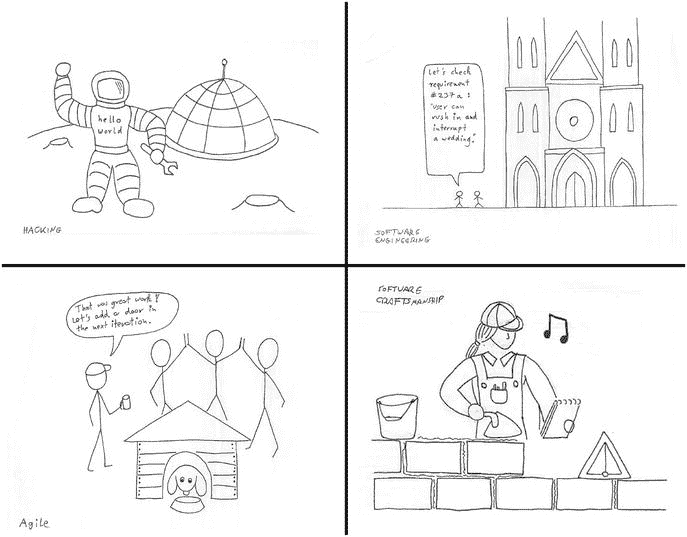 hello
world
HACKING
Let's check
requirement
#237a:
"User can
rush in and
interrupt
a wedding."
SOFTWARE
ENGINEERING
That was great work!
Let's add a door in
the next iteration.
Agile
SOFTWARE
CRAFTSMANSHIP